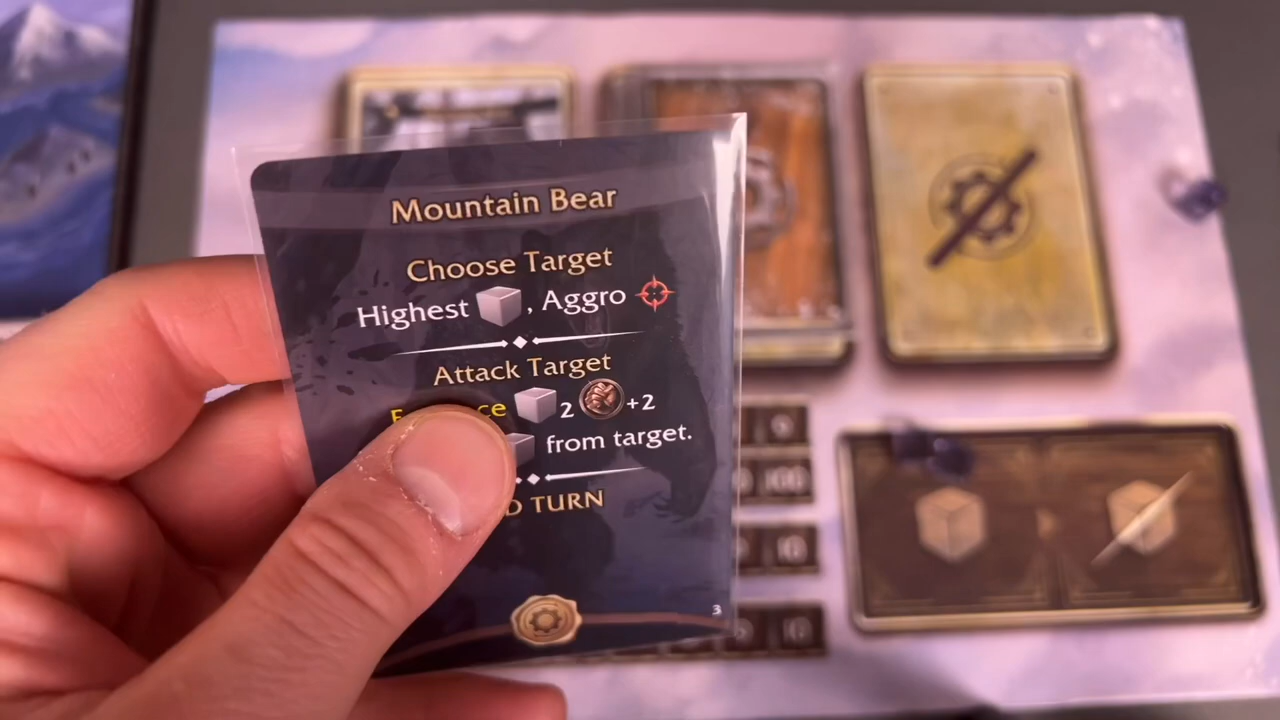 Mountain Bear
Choose Target
Highest , Aggro
Attack Target
2 +2
from target.
TURN
3